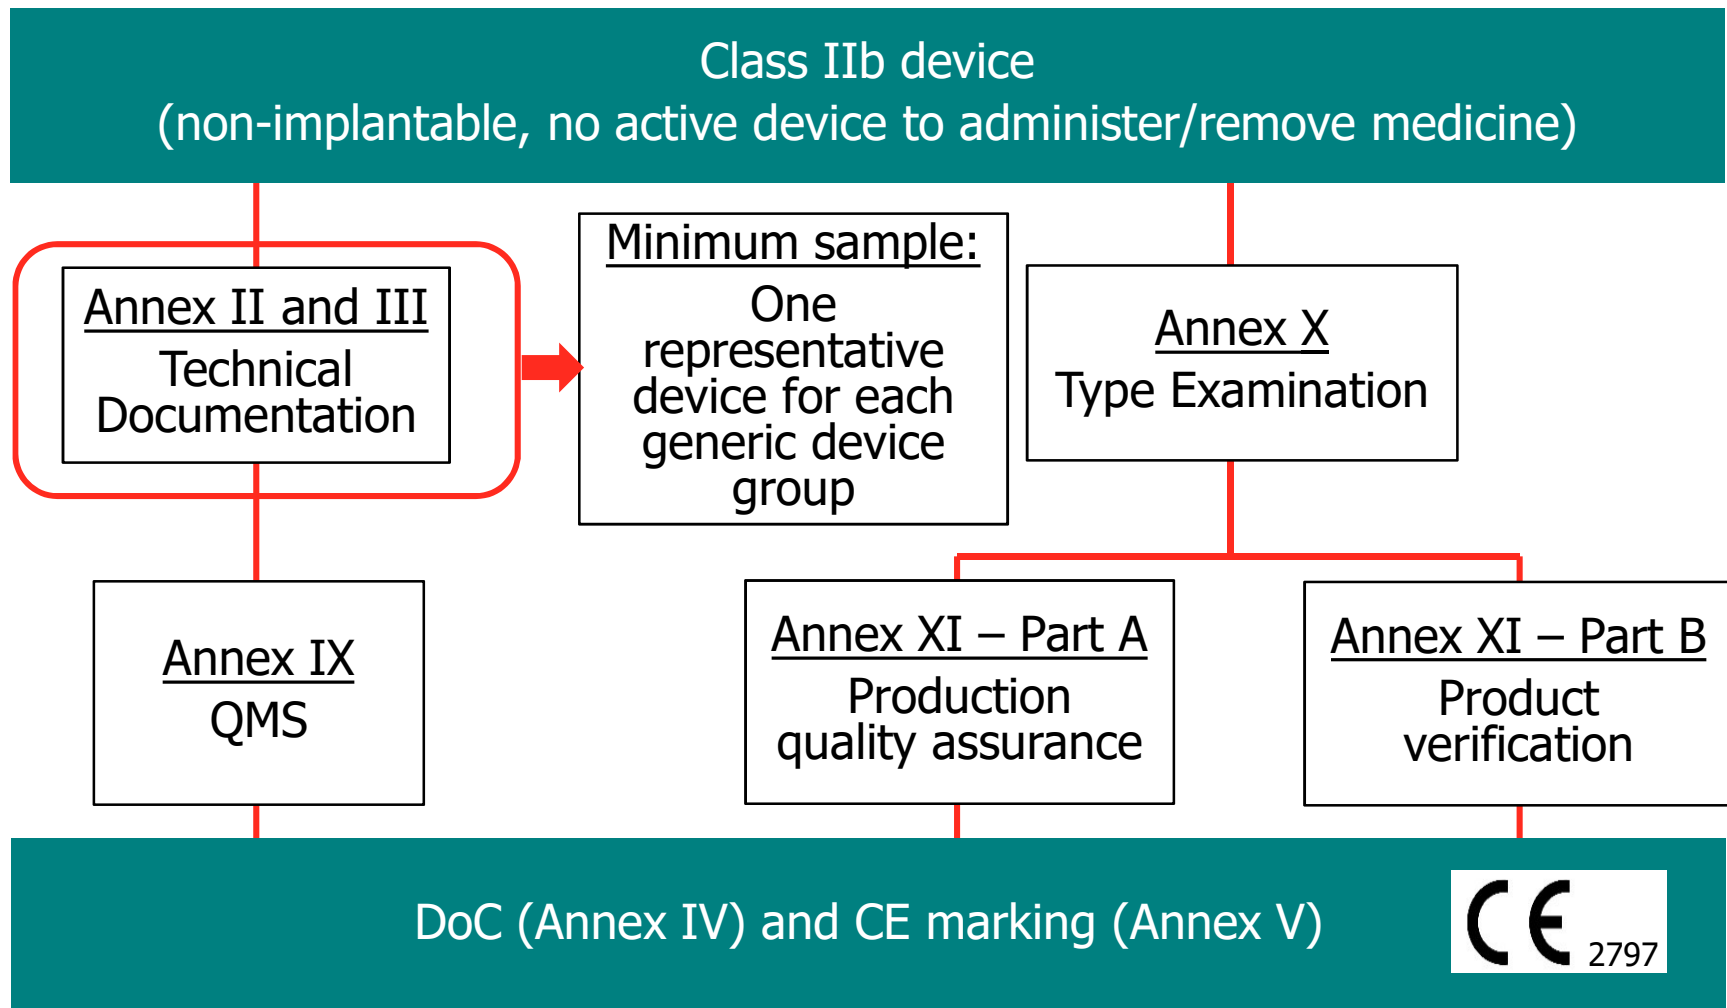 Class IIb device
(non-implantable, no active device to administer/remove medicine)
Annex II and III
Technical
Documentation
Minimum sample:
One
representative
device for each
generic device
group
Annex X
Type Examination
Annex IX
QMS
Annex XI – Part A
Production
quality assurance
Annex XI – Part B
Product
verification
DoC (Annex IV) and CE marking (Annex V)
CE 2797